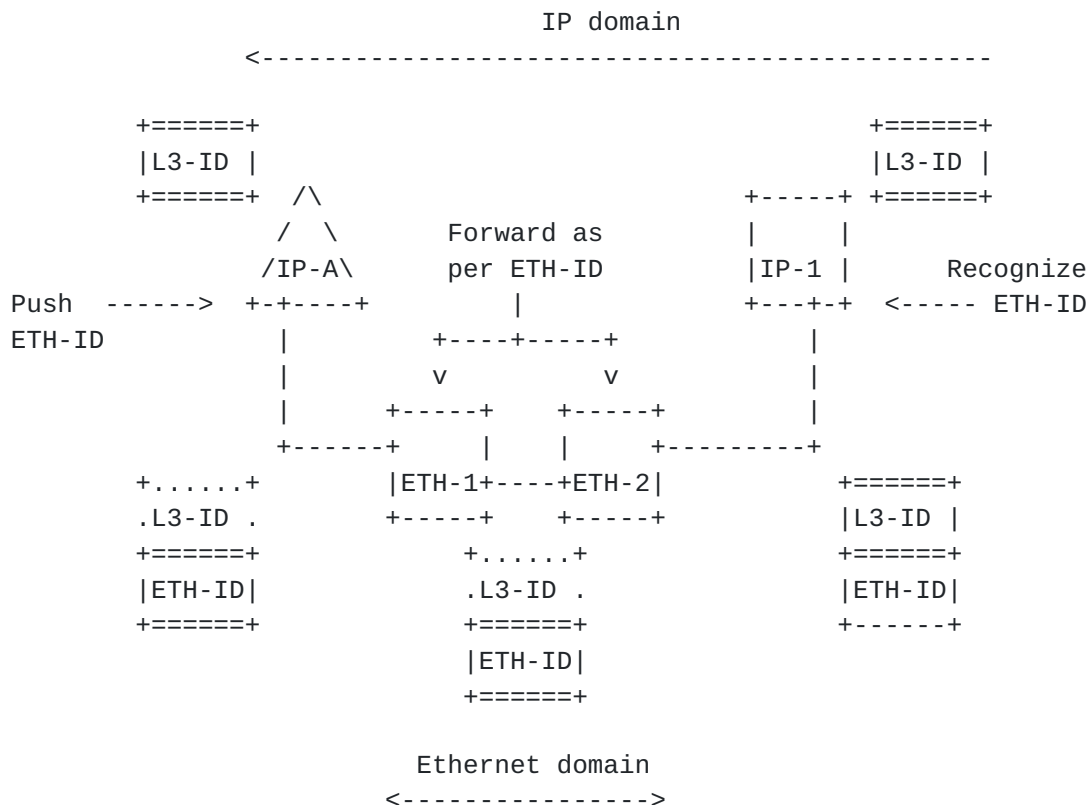 IP domain
               <-----------------------------------------------

        +======+                                       +======+
        |L3-ID |                                       |L3-ID |
        +======+  /\                           +-----+ +======+
                 /  \       Forward as         |     |
                /IP-A\      per ETH-ID         |IP-1 |      Recognize
Push  ------>  +-+----+         |              +---+-+  <----- ETH-ID
ETH-ID           |         +----+-----+            |
                 |         v          v            |
                 |      +-----+    +-----+         |
                 +------+     |    |     +---------+
        +......+        |ETH-1+----+ETH-2|           +======+
        .L3-ID .        +-----+    +-----+           |L3-ID |
        +======+             +......+                +======+
        |ETH-ID|             .L3-ID .                |ETH-ID|
        +======+             +======+                +------+
                             |ETH-ID|
                             +======+

                          Ethernet domain
                        <---------------->